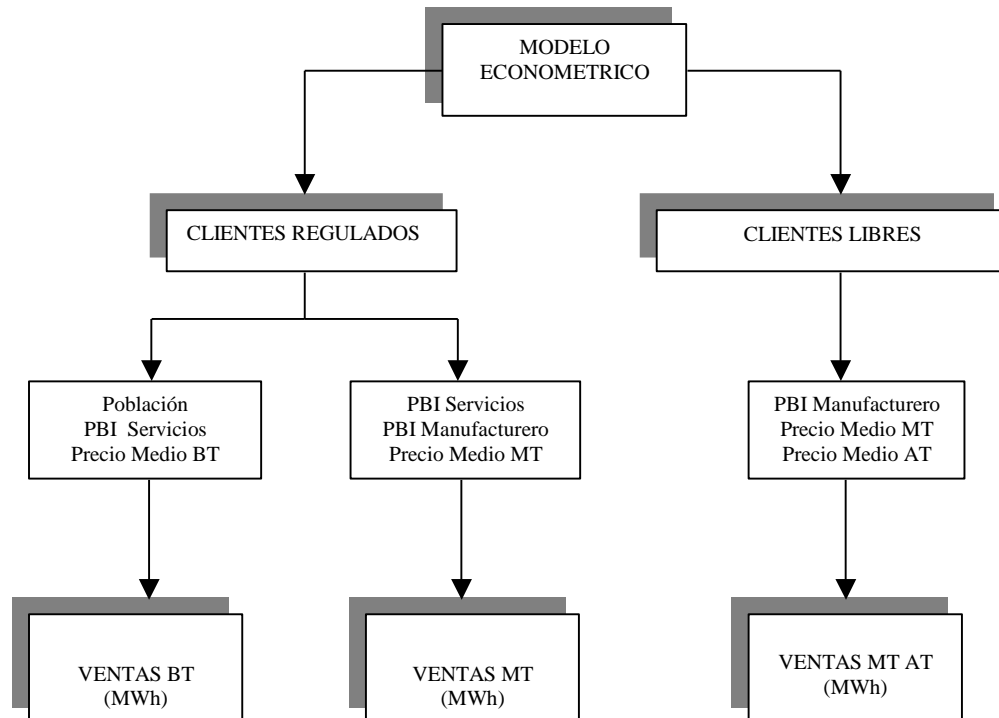 MODELO
ECONOMETRICO
CLIENTES REGULADOS
CLIENTES LIBRES
Población
PBI Servicios
Precio Medio BT
PBI Servicios
PBI Manufacturero
Precio Medio MT
PBI Manufacturero
Precio Medio MT
Precio Medio AT
VENTAS BT
(MWh)
VENTAS MT
(MWh)
VENTAS MT AT
(MWh)